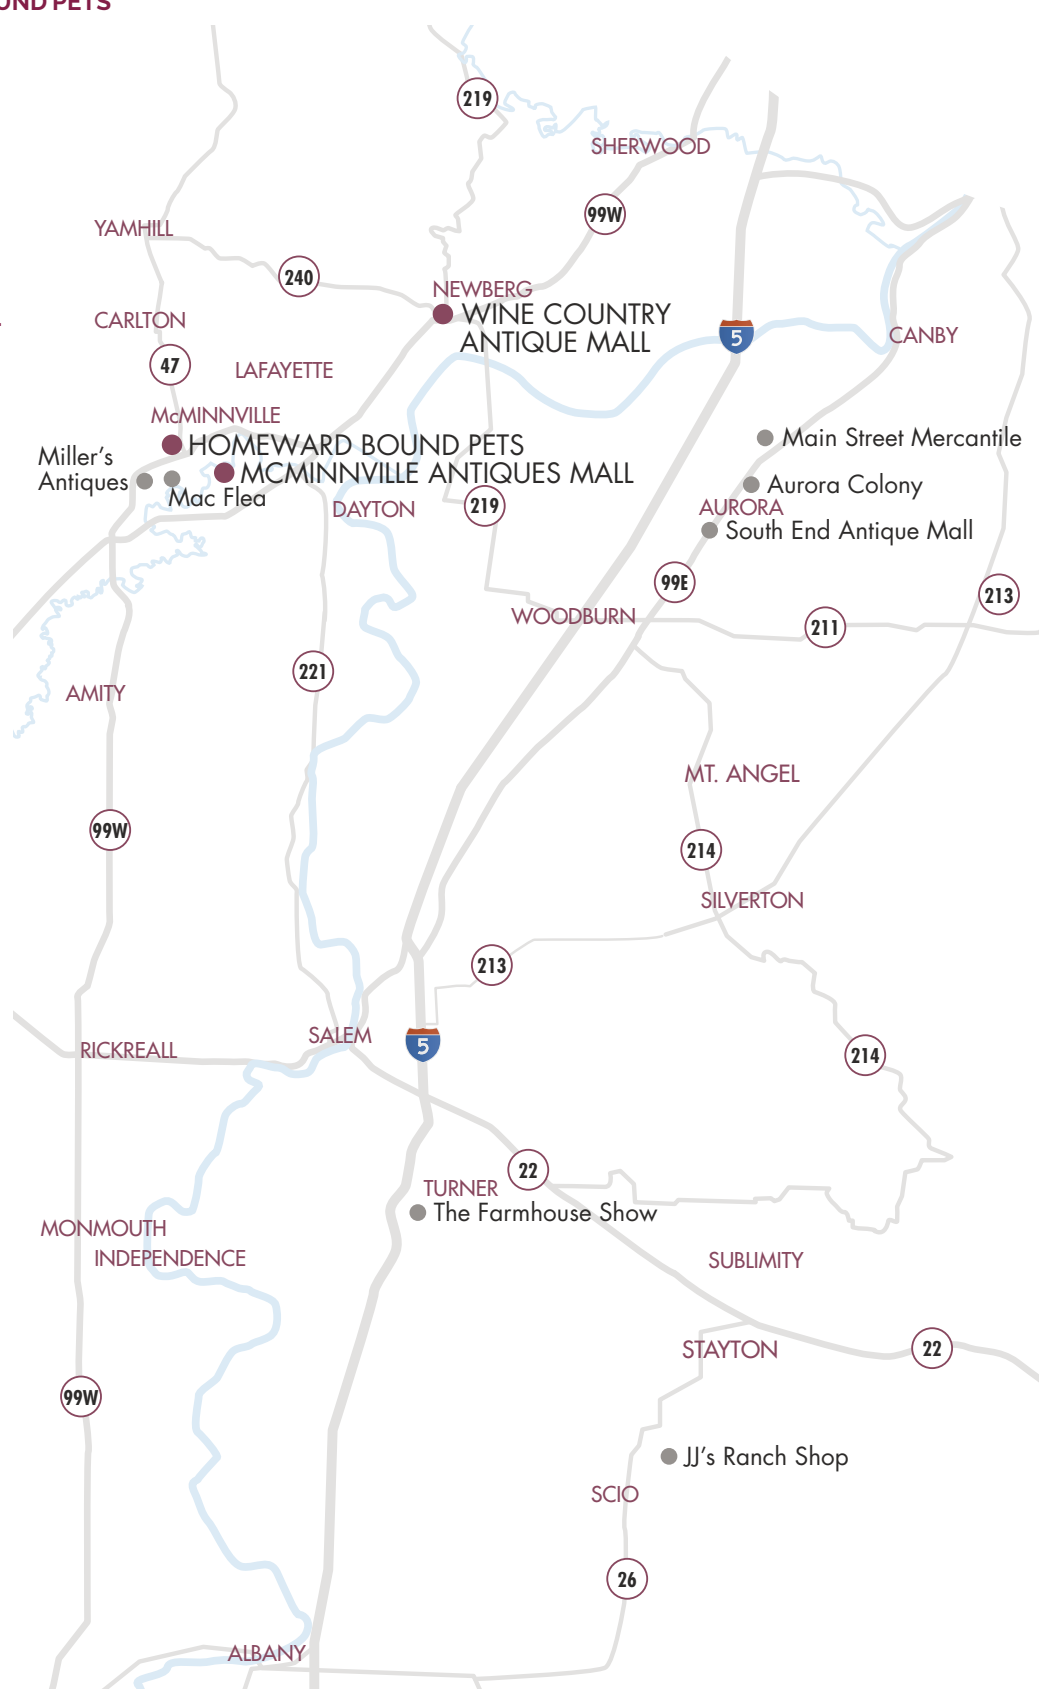 UND PETS
219
SHERWOOD
99W
YAMHILL
240
NEWBERG
WINE COUNTRY
ANTIQUE MALL
CARLTON
5
CANBY
47
LAFAYETTE
McMINNVILLE
HOMEWARD BOUND PETS
Main Street Mercantile
Miller's
Antiques
MCMINNVILLE ANTIQUES MALL
Mac Flea
Aurora Colony
DAYTON
219
AURORA
South End Antique Mall
99E
213
WOODBURN
211
221
AMITY
MT. ANGEL
99W
214
SILVERTON
213
SALEM
5
RICKREALL
214
22
TURNER
The Farmhouse Show
MONMOUTH
INDEPENDENCE
SUBLIMITY
STAYTON
22
99W
JJ's Ranch Shop
SCIO
26
ALBANY